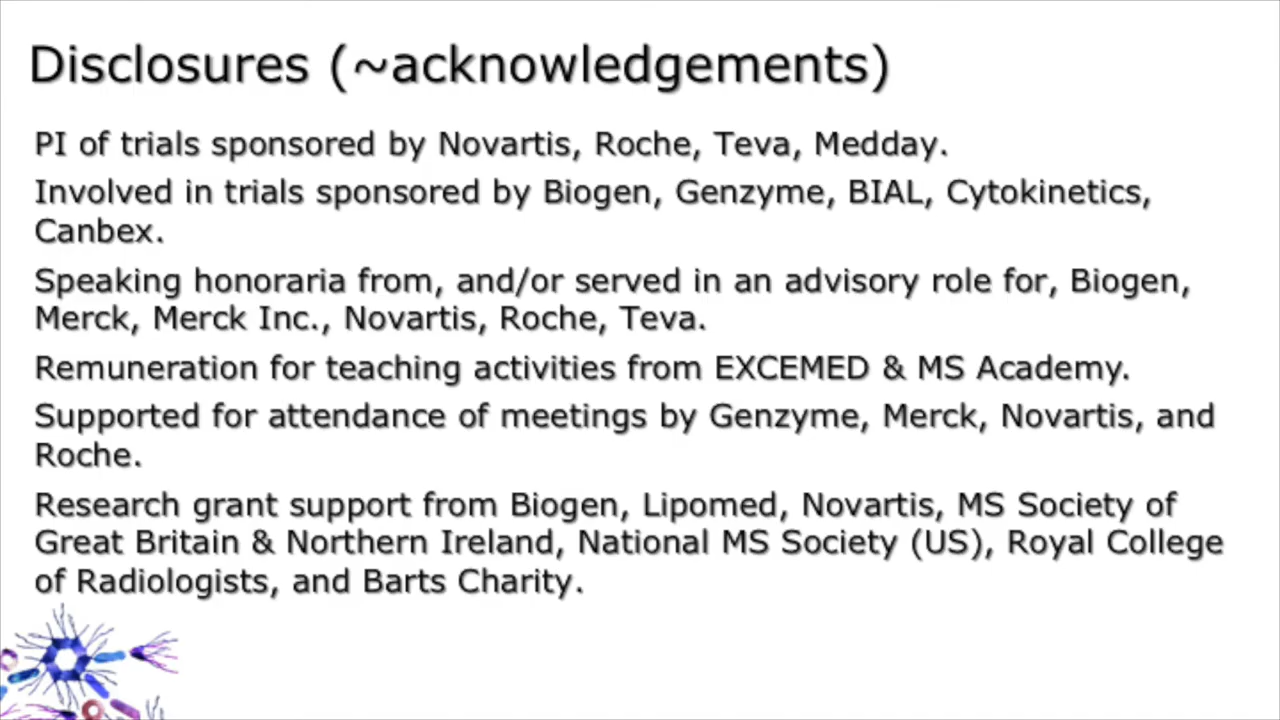 Disclosures (~acknowledgements)
PI of trials sponsored by Novartis, Roche, Teva, Medday.
Involved in trials sponsored by Biogen, Genzyme, BIAL, Cytokinetics,
Canbex.
Speaking honoraria from, and/or served in an advisory role for, Biogen,
Merck, Merck Inc., Novartis, Roche, Teva.
Remuneration for teaching activities from EXCEMED & MS Academy.
Supported for attendance of meetings by Genzyme, Merck, Novartis, and
Roche.
Research grant support from Biogen, Lipomed, Novartis, MS Society of
Great Britain & Northern Ireland, National MS Society (US), Royal College
of Radiologists, and Barts Charity.